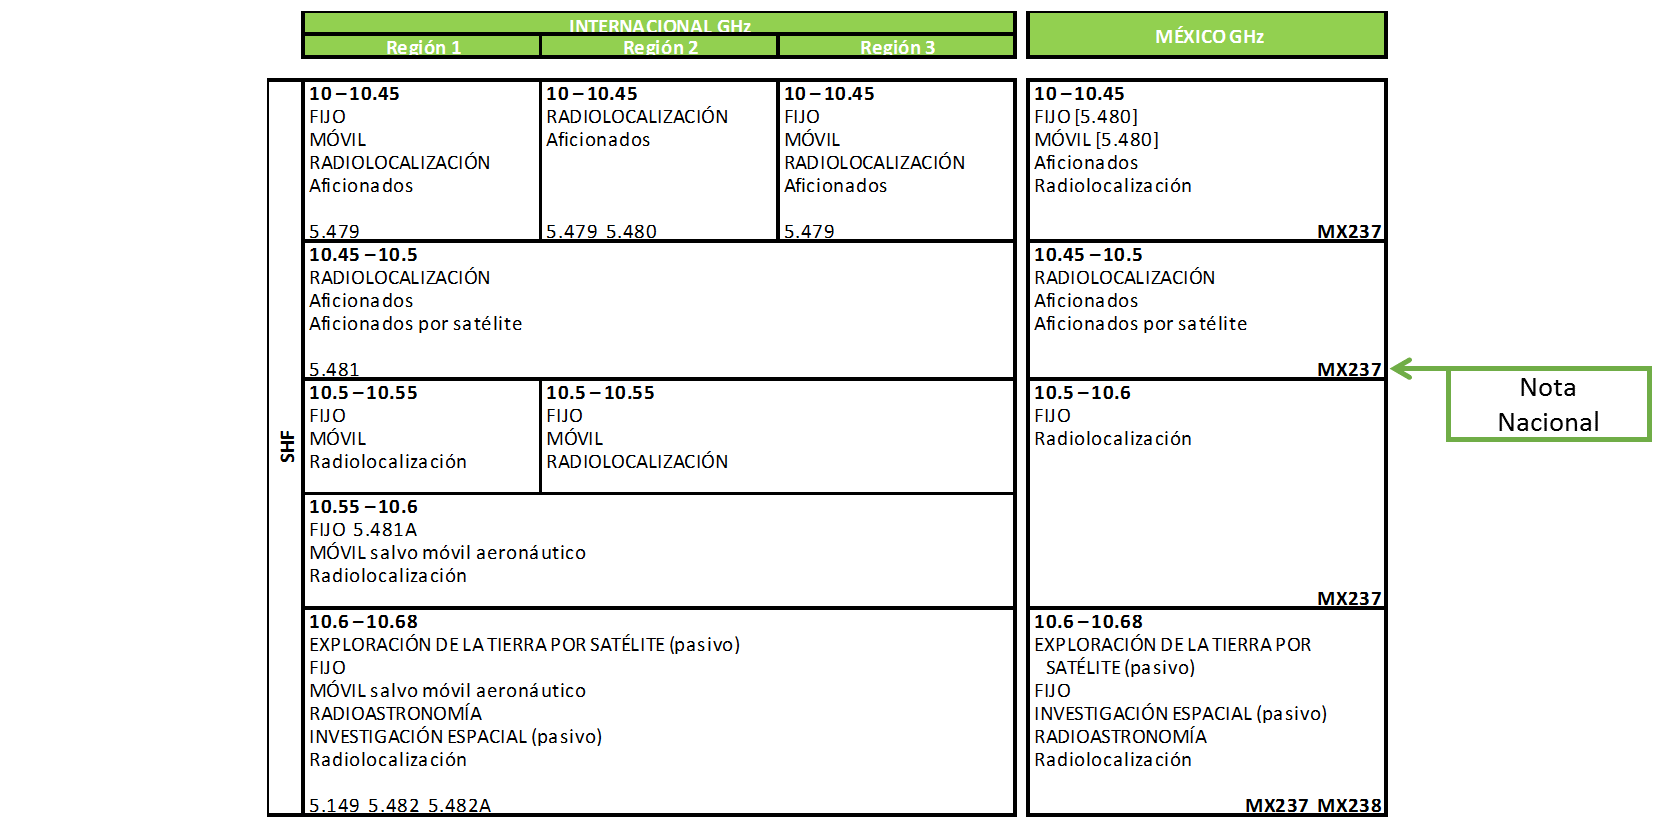 INTERNACIONAL GHz
Región 1
Región 2
Región 3
MÉXICO GHz
SHF
10 – 10.45
FIJO
MÓVIL
RADIOLOCALIZACIÓN
Aficionados
5.479
10 – 10.45
RADIOLOCALIZACIÓN
Aficionados
5.479 5.480
10 – 10.45
FIJO
MÓVIL
RADIOLOCALIZACIÓN
Aficionados
5.479
10 – 10.45
FIJO [5.480]
MÓVIL [5.480]
Aficionados
Radiolocalización
MX237
10.45 – 10.5
RADIOLOCALIZACIÓN
Aficionados
Aficionados por satélite
5.481
10.45 – 10.5
RADIOLOCALIZACIÓN
Aficionados
Aficionados por satélite
MX237
Nota
Nacional
10.5 – 10.55
FIJO
MÓVIL
Radiolocalización
10.5 – 10.55
FIJO
MÓVIL
RADIOLOCALIZACIÓN
10.5 – 10.6
FIJO
Radiolocalización
MX237
10.55 – 10.6
FIJO 5.481A
MÓVIL salvo móvil aeronáutico
Radiolocalización
10.6 – 10.68
EXPLORACIÓN DE LA TIERRA POR SATÉLITE (pasivo)
FIJO
MÓVIL salvo móvil aeronáutico
RADIOASTRONOMÍA
INVESTIGACIÓN ESPACIAL (pasivo)
Radiolocalización
5.149 5.482 5.482A
10.6 – 10.68
EXPLORACIÓN DE LA TIERRA POR
SATÉLITE (pasivo)
FIJO
INVESTIGACIÓN ESPACIAL (pasivo)
RADIOASTRONOMÍA
Radiolocalización
MX237 MX238